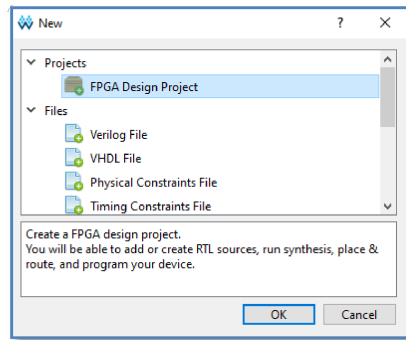 New
?
Projects
FPGA Design Project
Files
Verilog File
VHDL File
Physical Constraints File
Timing Constraints File
Create a FPGA design project.
You will be able to add or create RTL sources, run synthesis, place &
route, and program your device.
OK
Cancel